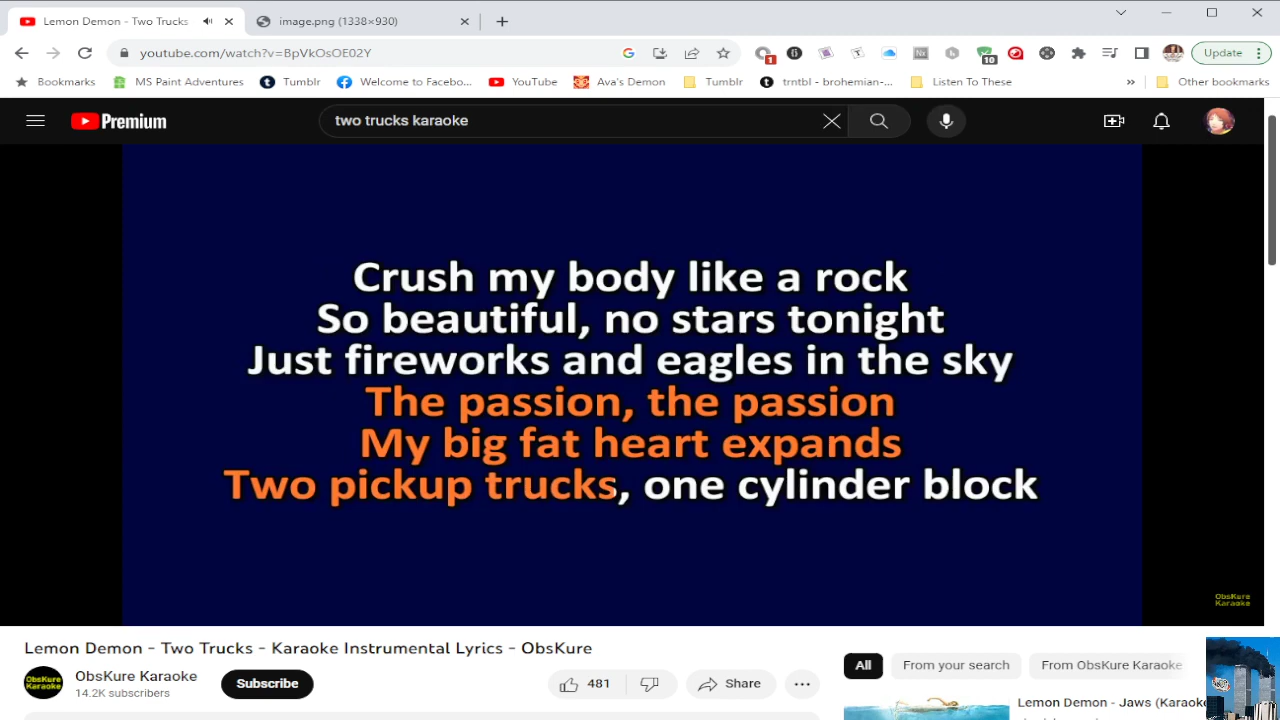 Lemon Demon - Two Trucks
image.png (1338×930)
youtube.com/watch?v=BpVkOsOE02Y
1
10
Update
Bookmarks
MS Paint Adventures
Tumblr
Welcome to Facebo...
YouTube
Ava's Demon
Tumblr
trntbl - brohemian-...
Listen To These
»
Other bookmarks
Premium
two trucks karaoke
Crush my body like a rock
So beautiful, no stars tonight
Just fireworks and eagles in the sky
The passion, the passion
My big fat heart expands
Two pickup trucks, one cylinder block
ObsKure
Karaoke
Lemon Demon - Two Trucks - Karaoke Instrumental Lyrics - ObsKure
ObsKure
Karaoke
ObsKure Karaoke
14.2K subscribers
Subscribe
481
Share
All
From your search
From ObsKure Karaoke
Lemon Demon - Jaws (Karaok